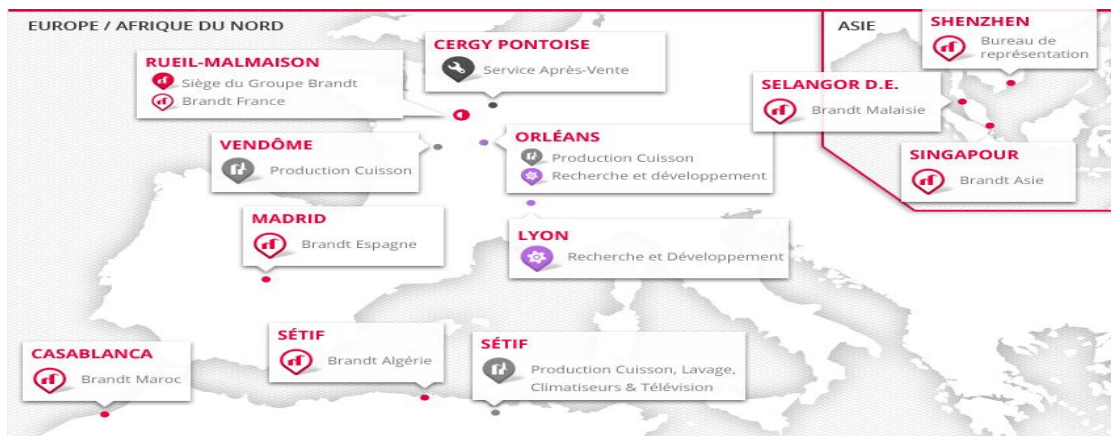 EUROPE / AFRIQUE DU NORD
RUEIL-MALMAISON
Siège du Groupe Brandt
Brandt France
CERGY PONTOISE
Service Après-Vente
VENDÔME
Production Cuisson
ORLÉANS
Production Cuisson
Recherche et développement
MADRID
Brandt Espagne
LYON
Recherche et Développement
CASABLANCA
Brandt Maroc
SÉTIF
Brandt Algérie
SÉTIF
Production Cuisson, Lavage,
Climatiseurs & Télévision
ASIE
SHENZHEN
Bureau de
représentation
SELANGOR D.E.
Brandt Malaisie
SINGAPOUR
Brandt Asie